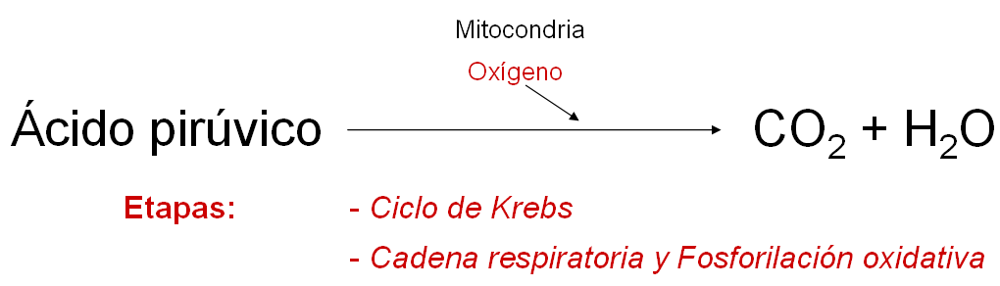 Mitocondria
Oxígeno
Ácido pirúvico CO₂ + H₂O
Etapas: - Ciclo de Krebs
- Cadena respiratoria y Fosforilación oxidativa